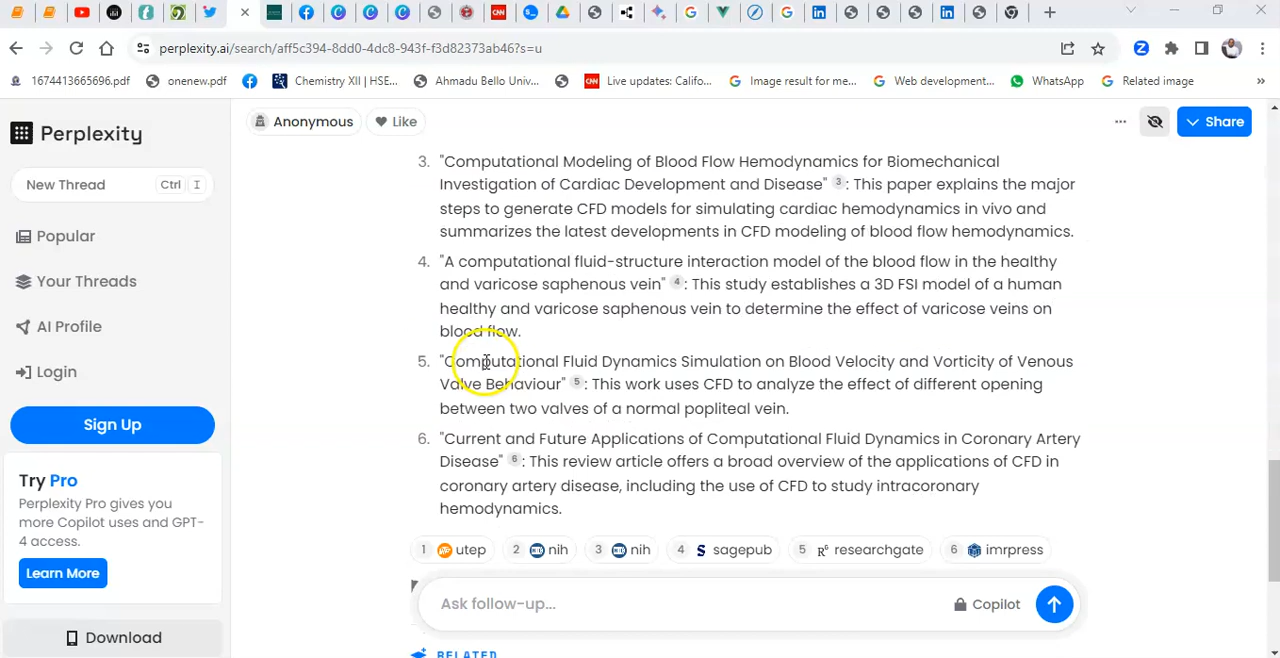 perplexity.ai/search/aff5c394-8dd0-4dc8-943f-f3d82373ab46?s=u
1674413665696.pdf
onenew.pdf
Chemistry XII | HSE...
Ahmadu Bello Univ...
Live updates: Califo...
Image result for me...
Web development...
WhatsApp
Related image
»
Perplexity
New Thread Ctrl I
Popular
Your Threads
AI Profile
Login
Sign Up
Try Pro
Perplexity Pro gives you
more Copilot uses and GPT-
4 access.
Learn More
Download
Anonymous
Like
Share
3. "Computational Modeling of Blood Flow Hemodynamics for Biomechanical
Investigation of Cardiac Development and Disease" 3: This paper explains the major
steps to generate CFD models for simulating cardiac hemodynamics in vivo and
summarizes the latest developments in CFD modeling of blood flow hemodynamics.
4. "A computational fluid-structure interaction model of the blood flow in the healthy
and varicose saphenous vein" 4: This study establishes a 3D FSI model of a human
healthy and varicose saphenous vein to determine the effect of varicose veins on
blood flow.
5. "Computational Fluid Dynamics Simulation on Blood Velocity and Vorticity of Venous
Valve Behaviour" 5: This work uses CFD to analyze the effect of different opening
between two valves of a normal popliteal vein.
6. "Current and Future Applications of Computational Fluid Dynamics in Coronary Artery
Disease" 6: This review article offers a broad overview of the applications of CFD in
coronary artery disease, including the use of CFD to study intracoronary
hemodynamics.
1 utep 2 nih 3 nih 4 S sagepub 5 R⁶ researchgate 6 imrpress
Ask follow-up...
Copilot
RELATED